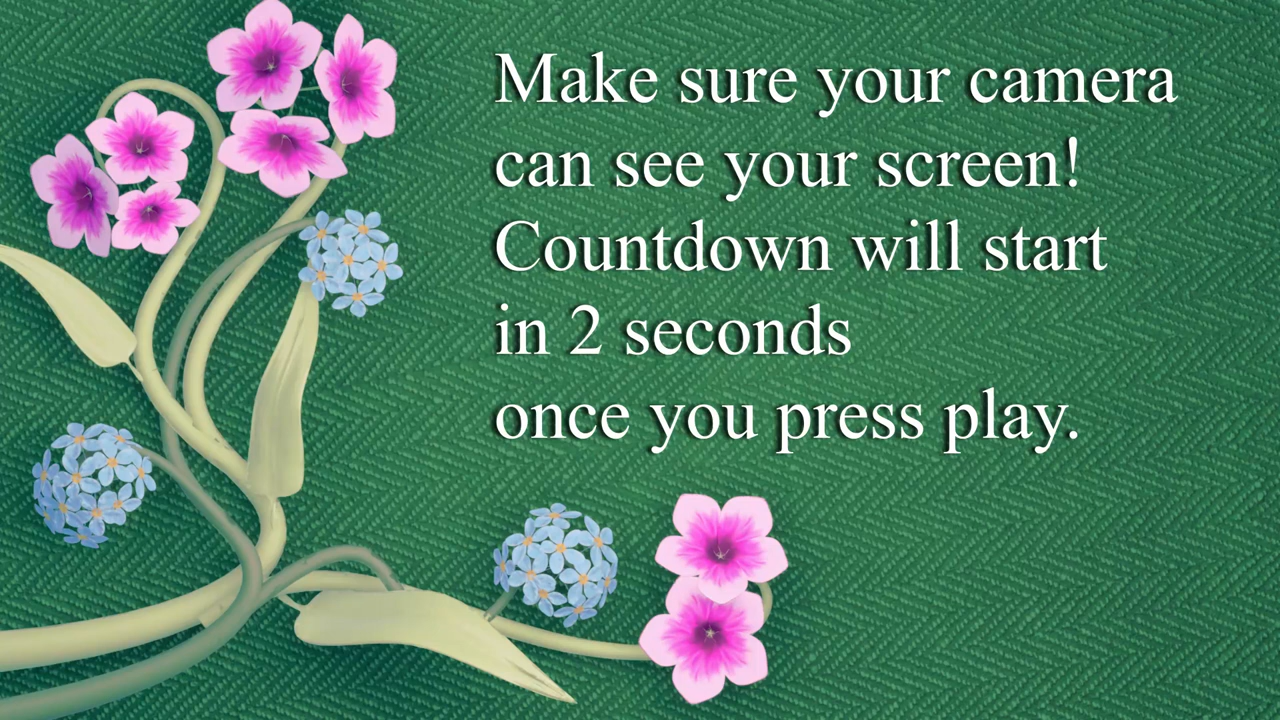 Make sure your camera
can see your screen!
Countdown will start
in 2 seconds
once you press play.